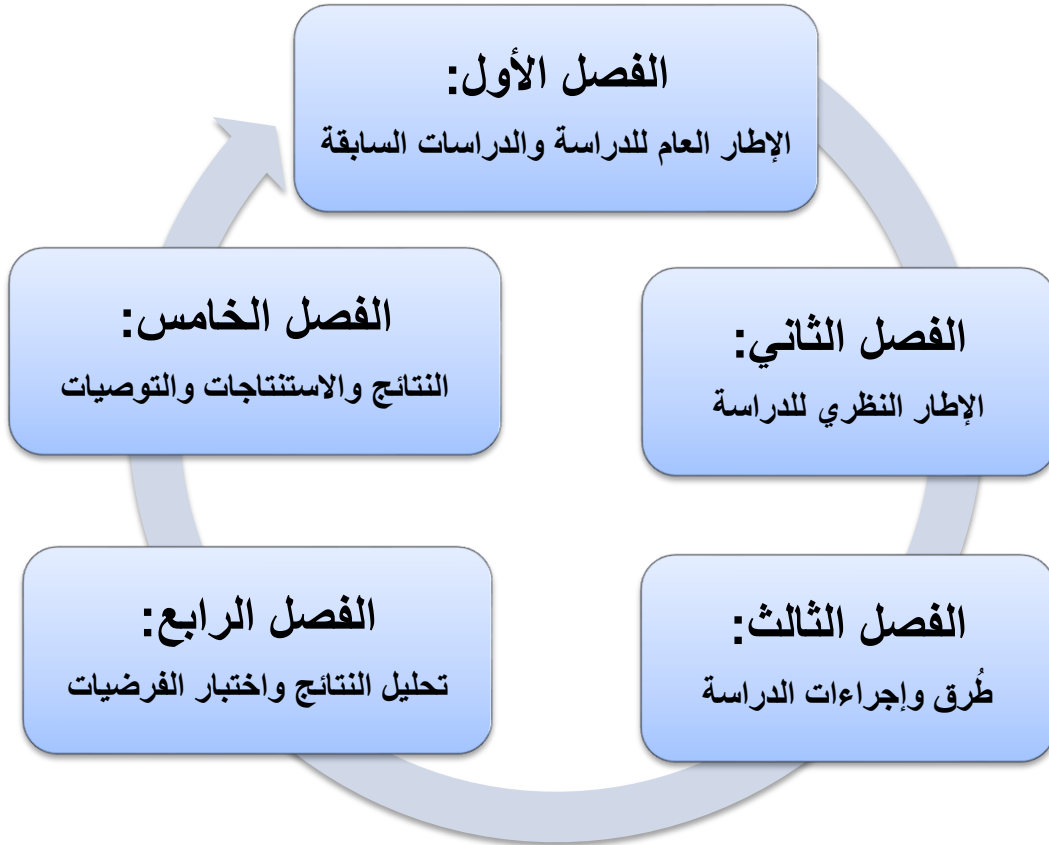 الفصل الأول:
الإطار العام للدراسة والدراسات السابقة
الفصل الثاني:
الإطار النظري للدراسة
الفصل الثالث:
طُرق وإجراءات الدراسة
الفصل الرابع:
تحليل النتائج واختبار الفرضيات
الفصل الخامس:
النتائج والاستنتاجات والتوصيات